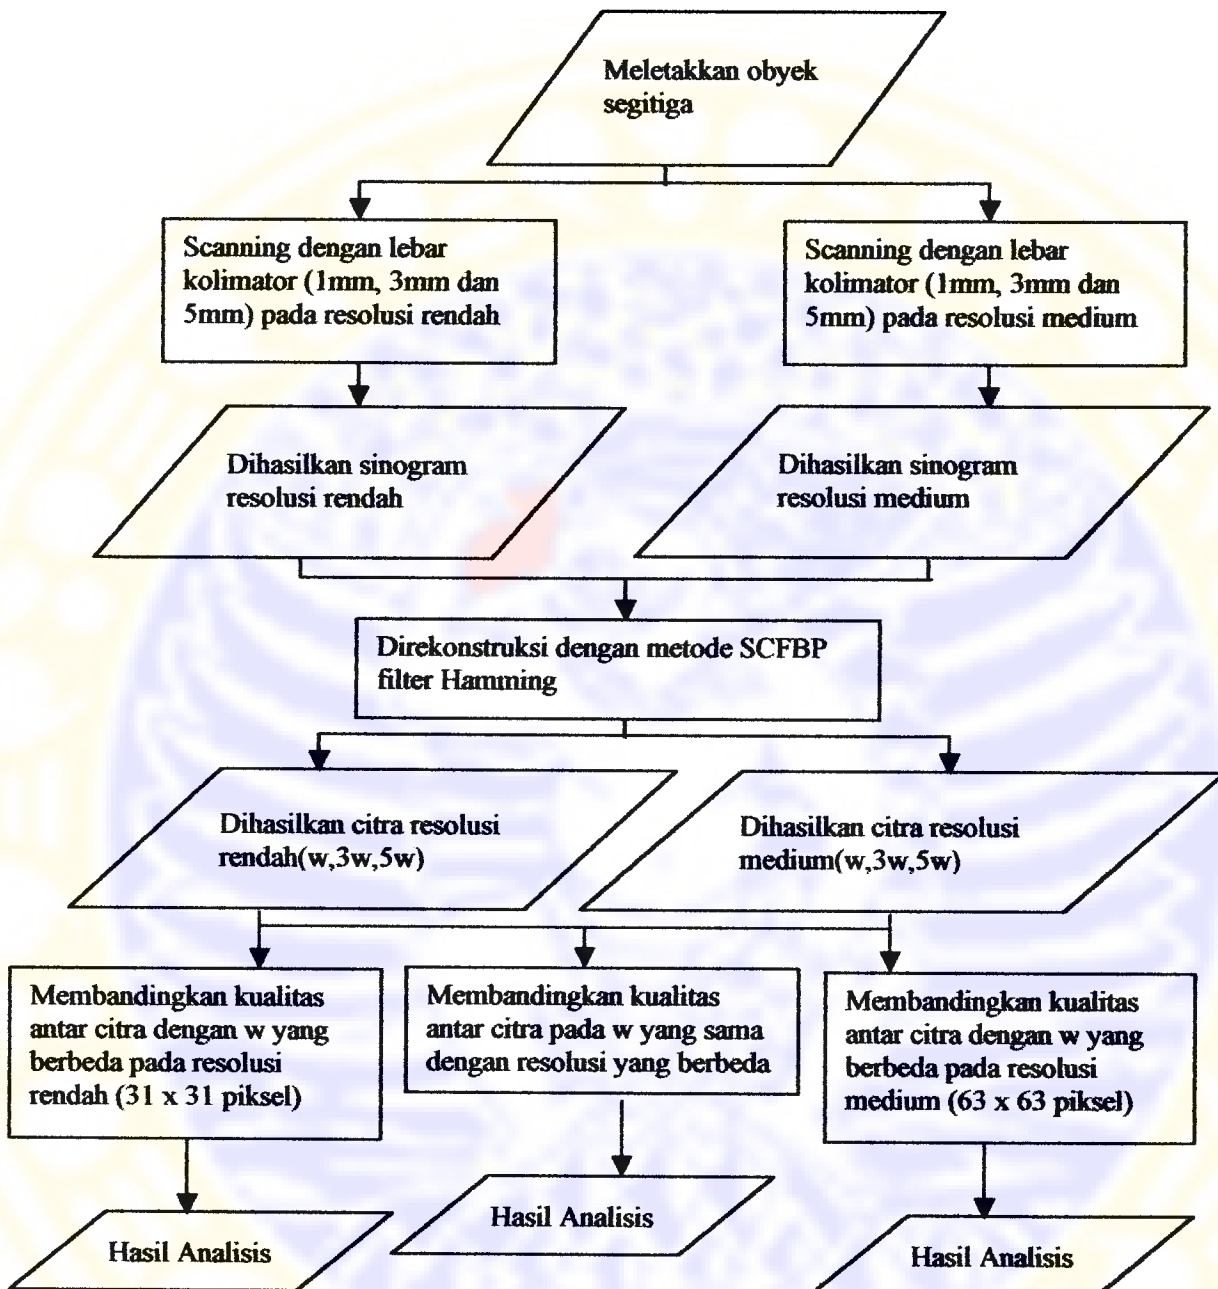 Meletakkan obyek
segitiga
Scanning dengan lebar
kolimator (1mm, 3mm dan
5mm) pada resolusi rendah
Scanning dengan lebar
kolimator (1mm, 3mm dan
5mm) pada resolusi medium
Dihasilkan sinogram
resolusi rendah
Dihasilkan sinogram
resolusi medium
Direkonstruksi dengan metode SCFBP
filter Hamming
Dihasilkan citra resolusi
rendah(w,3w,5w)
Dihasilkan citra resolusi
medium(w,3w,5w)
Membandingkan kualitas
antar citra dengan w yang
berbeda pada resolusi
rendah (31 x 31 piksel)
Membandingkan kualitas
antar citra pada w yang sama
dengan resolusi yang berbeda
Membandingkan kualitas
antar citra dengan w yang
berbeda pada resolusi
medium (63 x 63 piksel)
Hasil Analisis
Hasil Analisis
Hasil Analisis